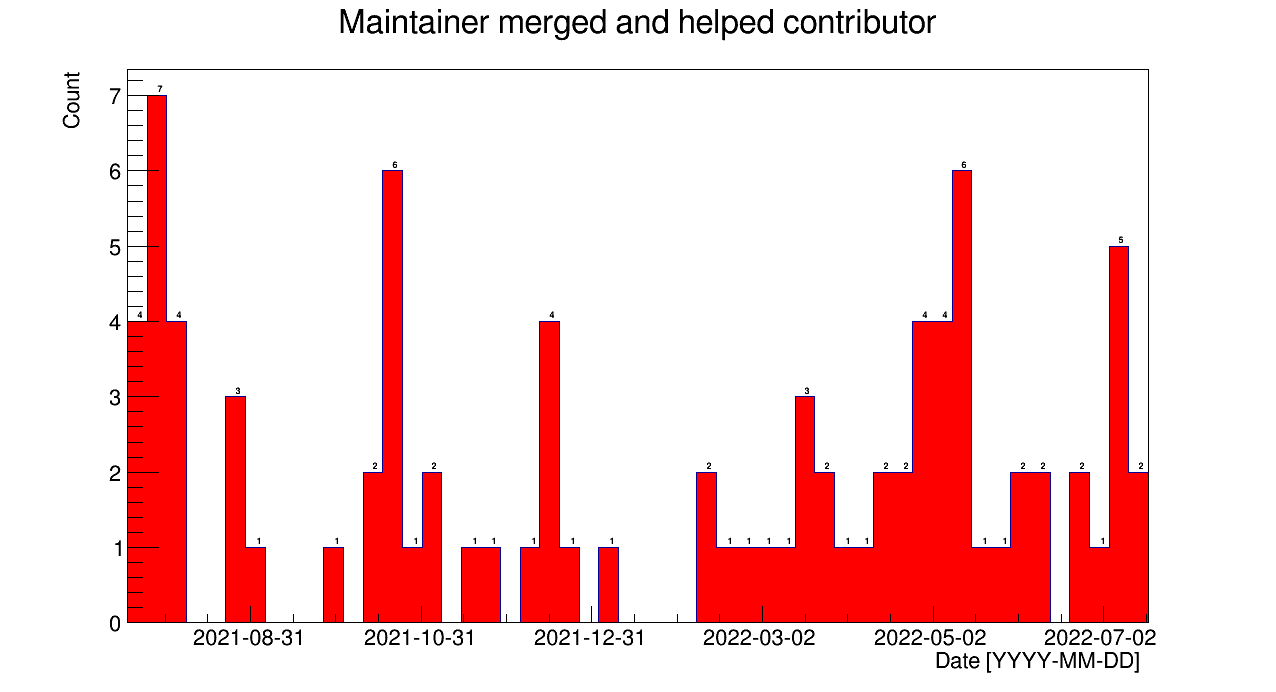 Maintainer merged and helped contributor
Count
7
6
5
4
3
2
1
0
4 7 4 3 1 1 2 6 1 2 1 1 1 4 1 1 2 1 1 1 1 3 2 1 1 2 2 4 4 6 1 1 2 2 2 1 5 2
2021-08-31 2021-10-31 2021-12-31 2022-03-02 2022-05-02 2022-07-02
Date [YYYY-MM-DD]